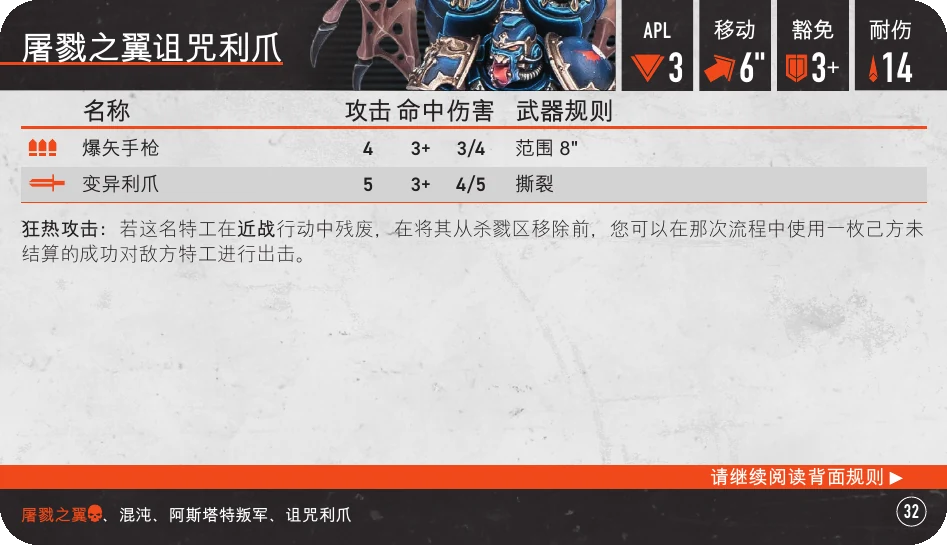 屠戮之翼诅咒利爪
APL 移动 豁免 耐伤
3 6" 3+ 14
名称 攻击 命中 伤害 武器规则
爆矢手枪 4 3+ 3/4 范围 8"
变异利爪 5 3+ 4/5 撕裂
狂热攻击：若这名特工在近战行动中残废，在将其从杀戮区移除前，您可以在那次流程中使用一枚己方未
结算的成功对敌方特工进行出击。
请继续阅读背面规则 ▶
屠戮之翼💀、混沌、阿斯塔特叛军、诅咒利爪
32